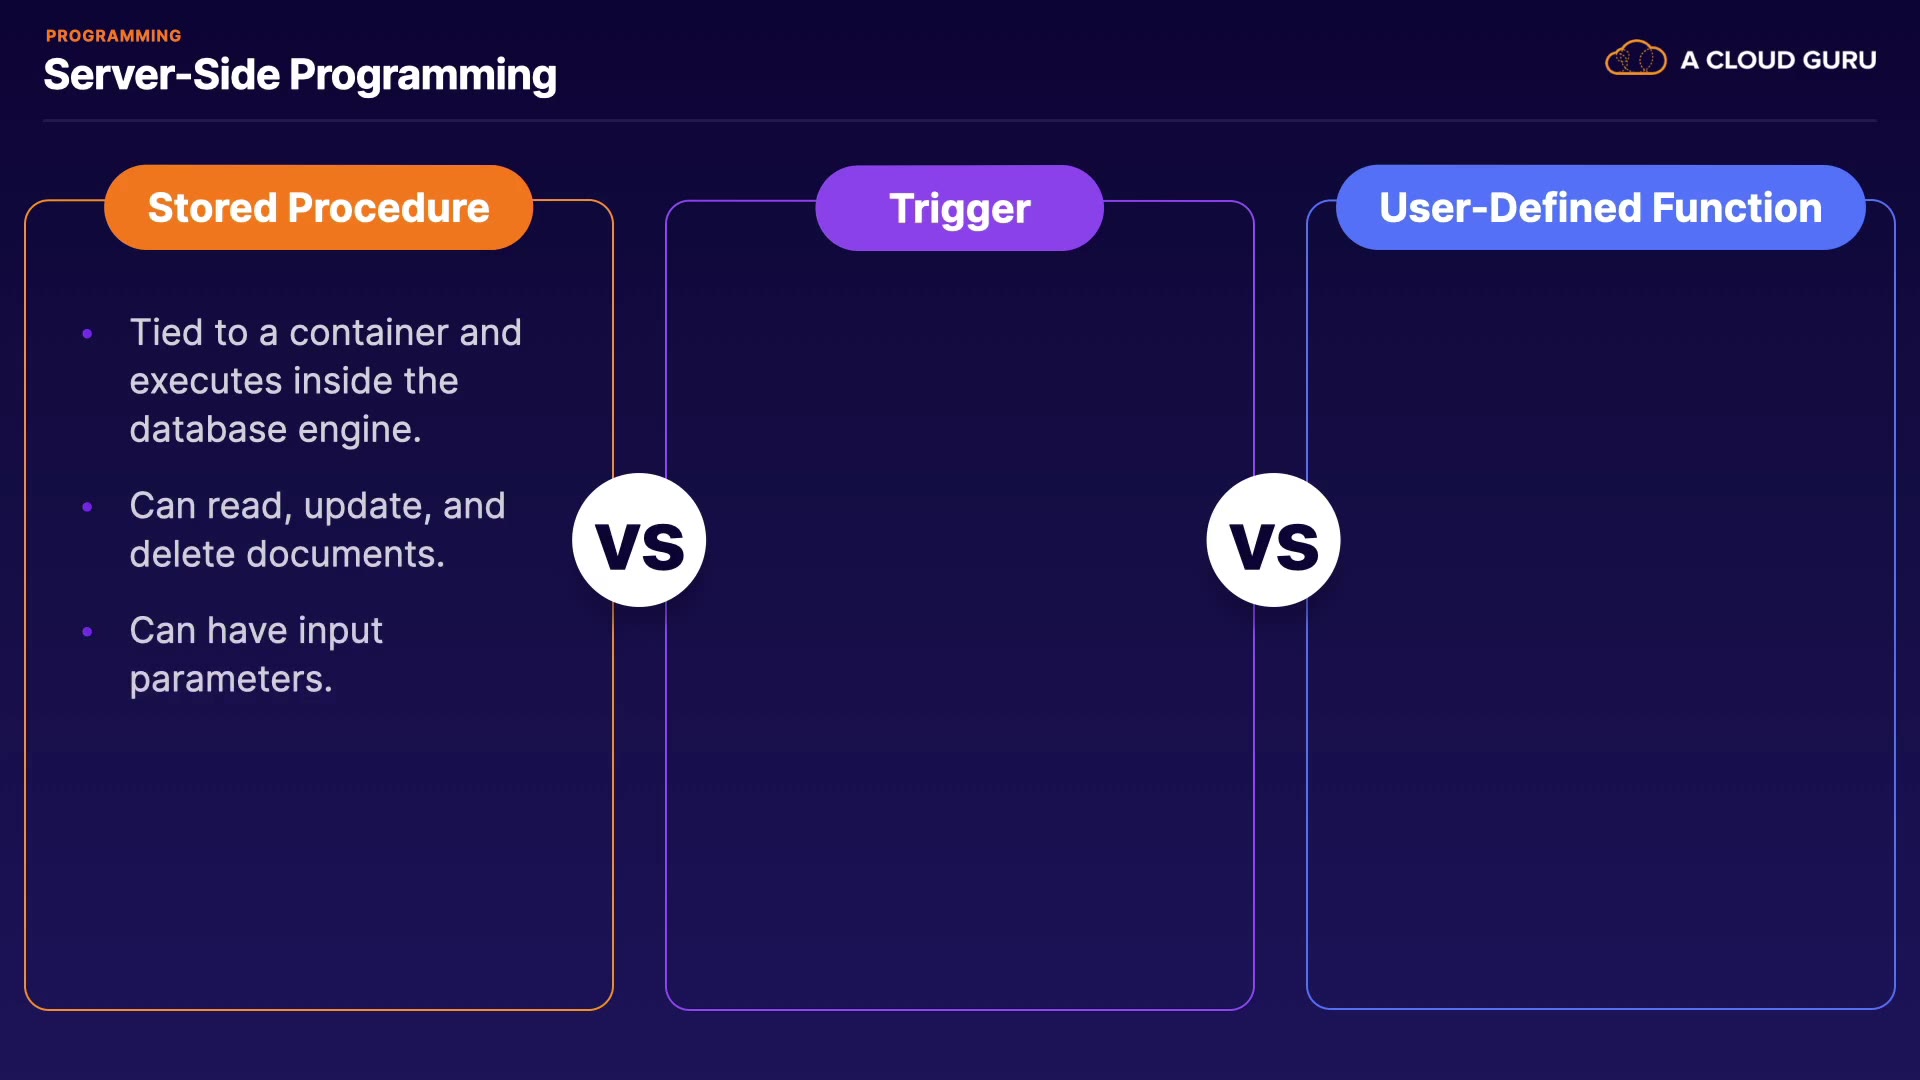 PROGRAMMING
Server-Side Programming
A CLOUD GURU
Stored Procedure
• Tied to a container and
executes inside the
database engine.
• Can read, update, and
delete documents.
• Can have input
parameters.
VS
Trigger
VS
User-Defined Function